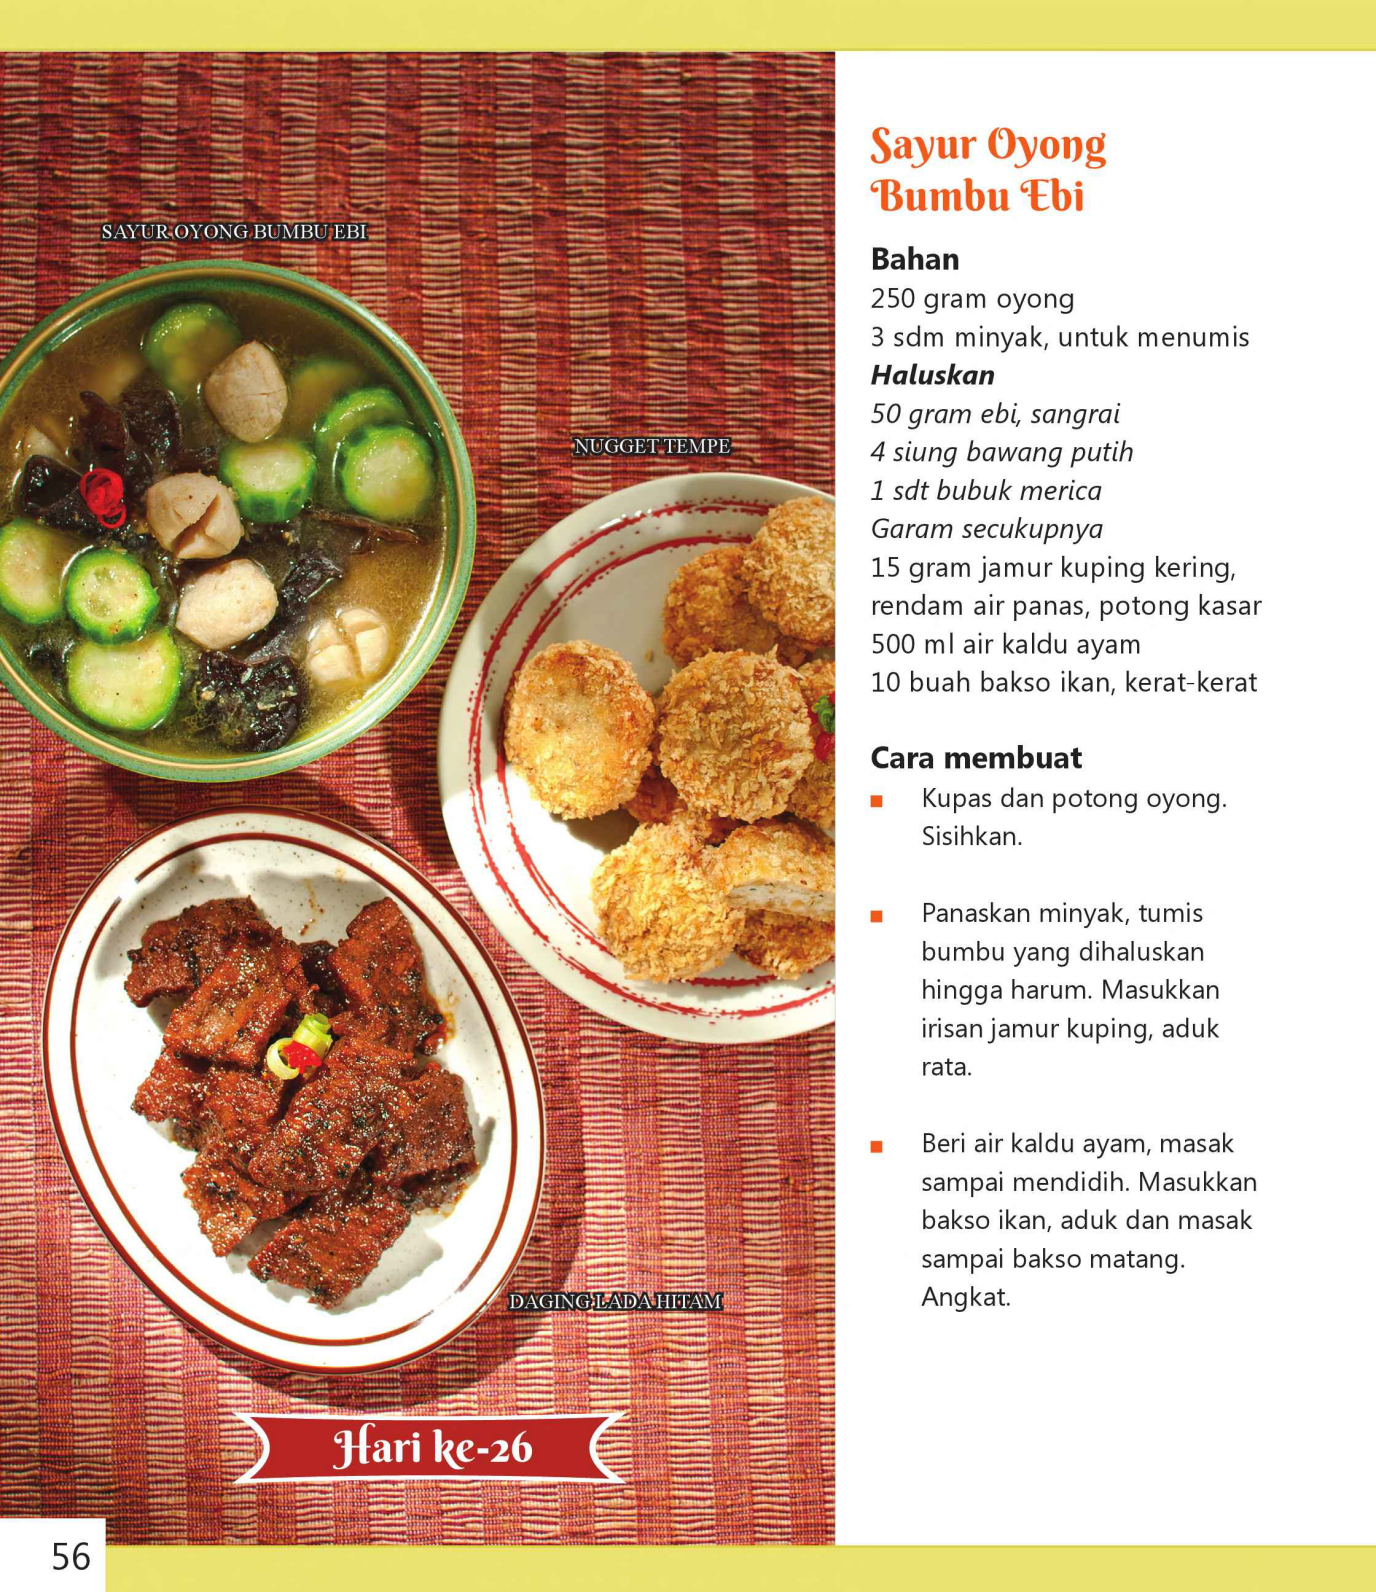 SAYUR OYONG BUMBU EBI
NUGGET TEMPE
DAGING LADA HITAM
Hari ke-26
56
Sayur Oyong
Bumbu Ebi
Bahan
250 gram oyong
3 sdm minyak, untuk menumis
Haluskan
50 gram ebi, sangrai
4 siung bawang putih
1 sdt bubuk merica
Garam secukupnya
15 gram jamur kuping kering,
rendam air panas, potong kasar
500 ml air kaldu ayam
10 buah bakso ikan, kerat-kerat
Cara membuat
Kupas dan potong oyong.
Sisihkan.
Panaskan minyak, tumis
bumbu yang dihaluskan
hingga harum. Masukkan
irisan jamur kuping, aduk
rata.
Beri air kaldu ayam, masak
sampai mendidih. Masukkan
bakso ikan, aduk dan masak
sampai bakso matang.
Angkat.